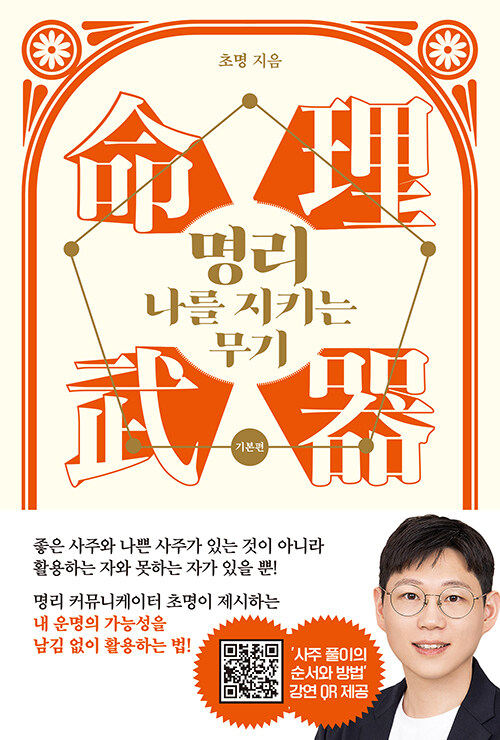 초명 지음
命 理
명리
나를 지키는
무기
武 器
기본편
좋은 사주와 나쁜 사주가 있는 것이 아니라
활용하는 자와 못하는 자가 있을 뿐!
명리 커뮤니케이터 초명이 제시하는
내 운명의 가능성을
남김 없이 활용하는 법!
'사주 풀이의
순서와 방법'
강연 QR 제공